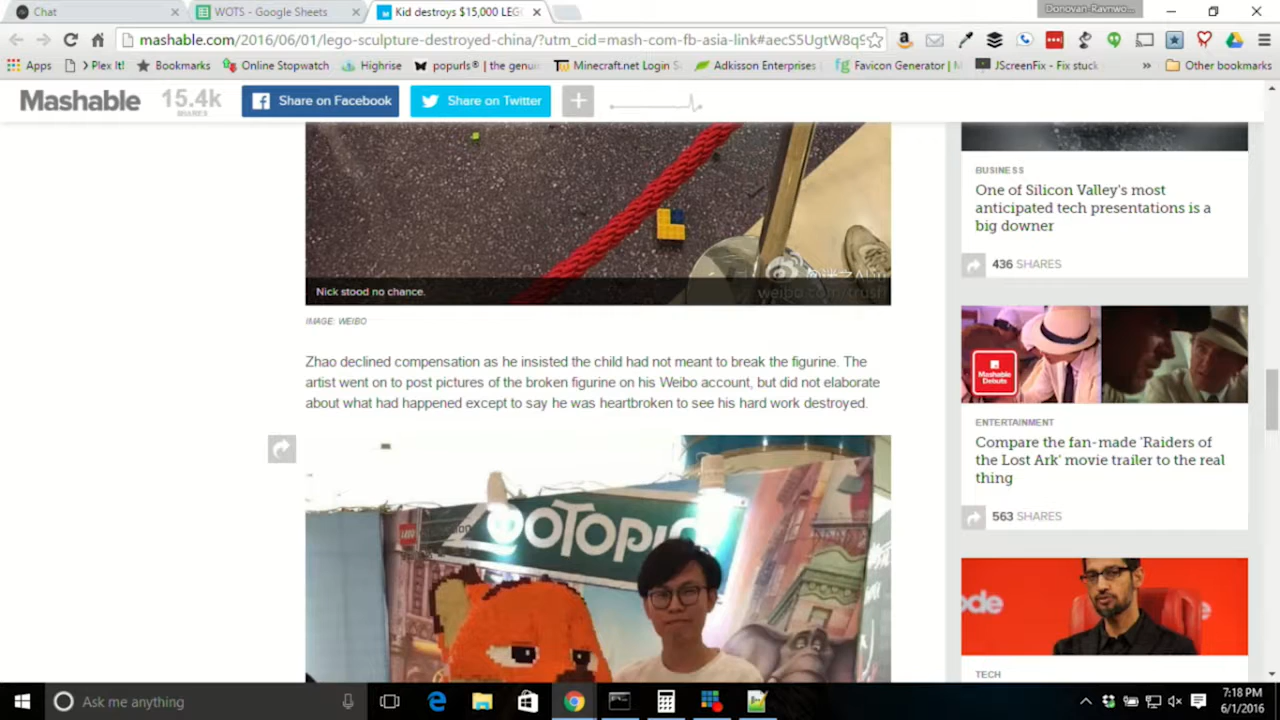 Chat
WOTS - Google Sheets
Kid destroys $15,000 LEG
Donovan-Ravnwo...
mashable.com/2016/06/01/lego-sculpture-destroyed-china/?utm_cid=mash-com-fb-asia-link#aecS5UgtW8qS
Apps
> Plex It!
Bookmarks
Online Stopwatch
Highrise
popurls® | the genui
Minecraft.net Login
Adkisson Enterprises
Favicon Generator |
JScreenFix - Fix stuck
»
Other bookmarks
Mashable
15.4k
SHARES
Share on Facebook
Share on Twitter
+
Nick stood no chance.
weibo.com/trust
IMAGE: WEIBO
Zhao declined compensation as he insisted the child had not meant to break the figurine. The
artist went on to post pictures of the broken figurine on his Weibo account, but did not elaborate
about what had happened except to say he was heartbroken to see his hard work destroyed.
LEGO
ZOOTOPIA
BUSINESS
One of Silicon Valley's most
anticipated tech presentations is a
big downer
436 SHARES
Mashable
Debuts
ENTERTAINMENT
Compare the fan-made 'Raiders of
the Lost Ark' movie trailer to the real
thing
563 SHARES
ode
TECH
Ask me anything
7:18 PM
6/1/2016